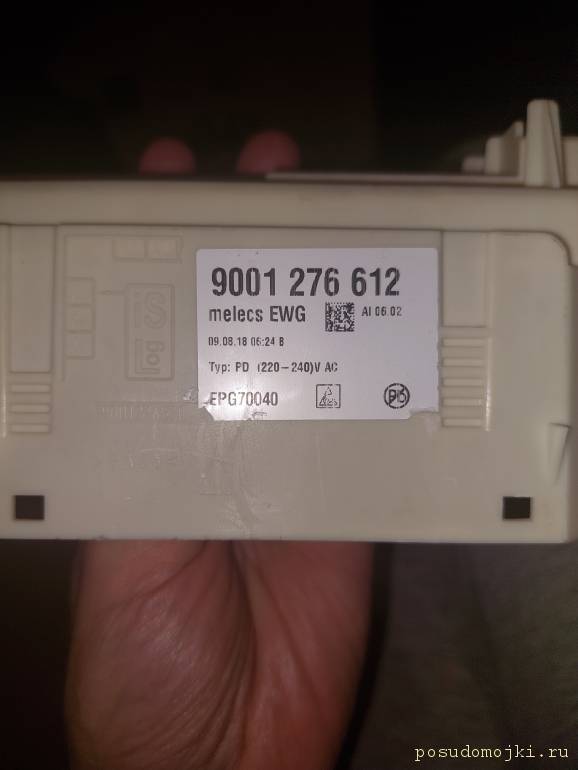 9001 276 612
melecs EWG
AI 06.02
09.08.18 06:24 B
Typ: PD (220-240)V AC
EPG70040
posudomojki.ru